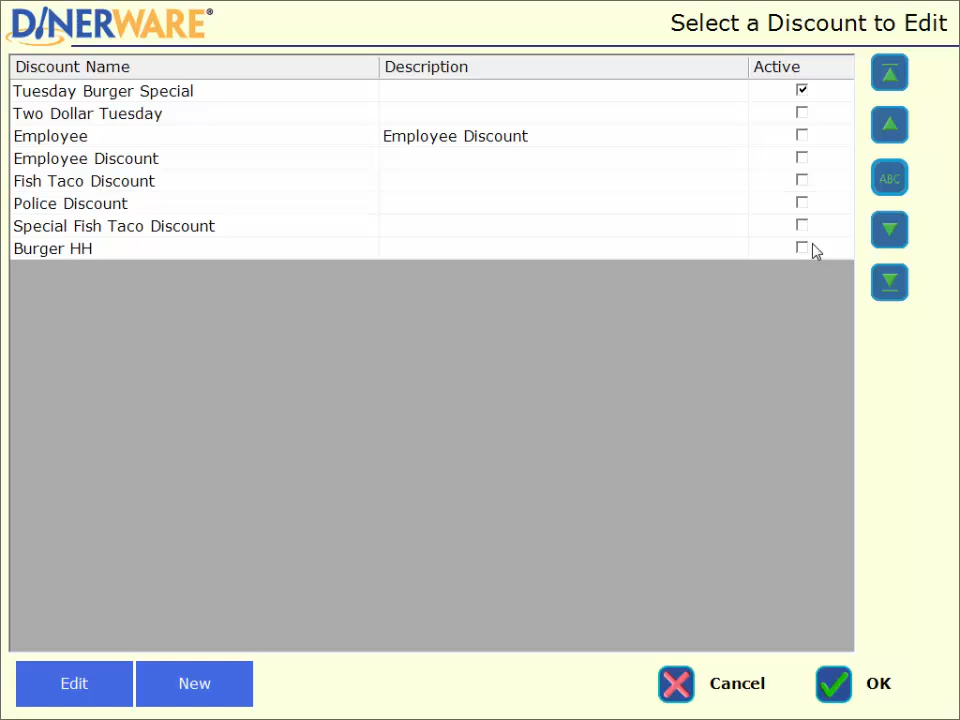 DINERWARE®
Select a Discount to Edit
Discount Name Description Active
Tuesday Burger Special
Two Dollar Tuesday
Employee Employee Discount
Employee Discount
Fish Taco Discount
Police Discount
Special Fish Taco Discount
Burger HH
ABC
Edit New Cancel OK